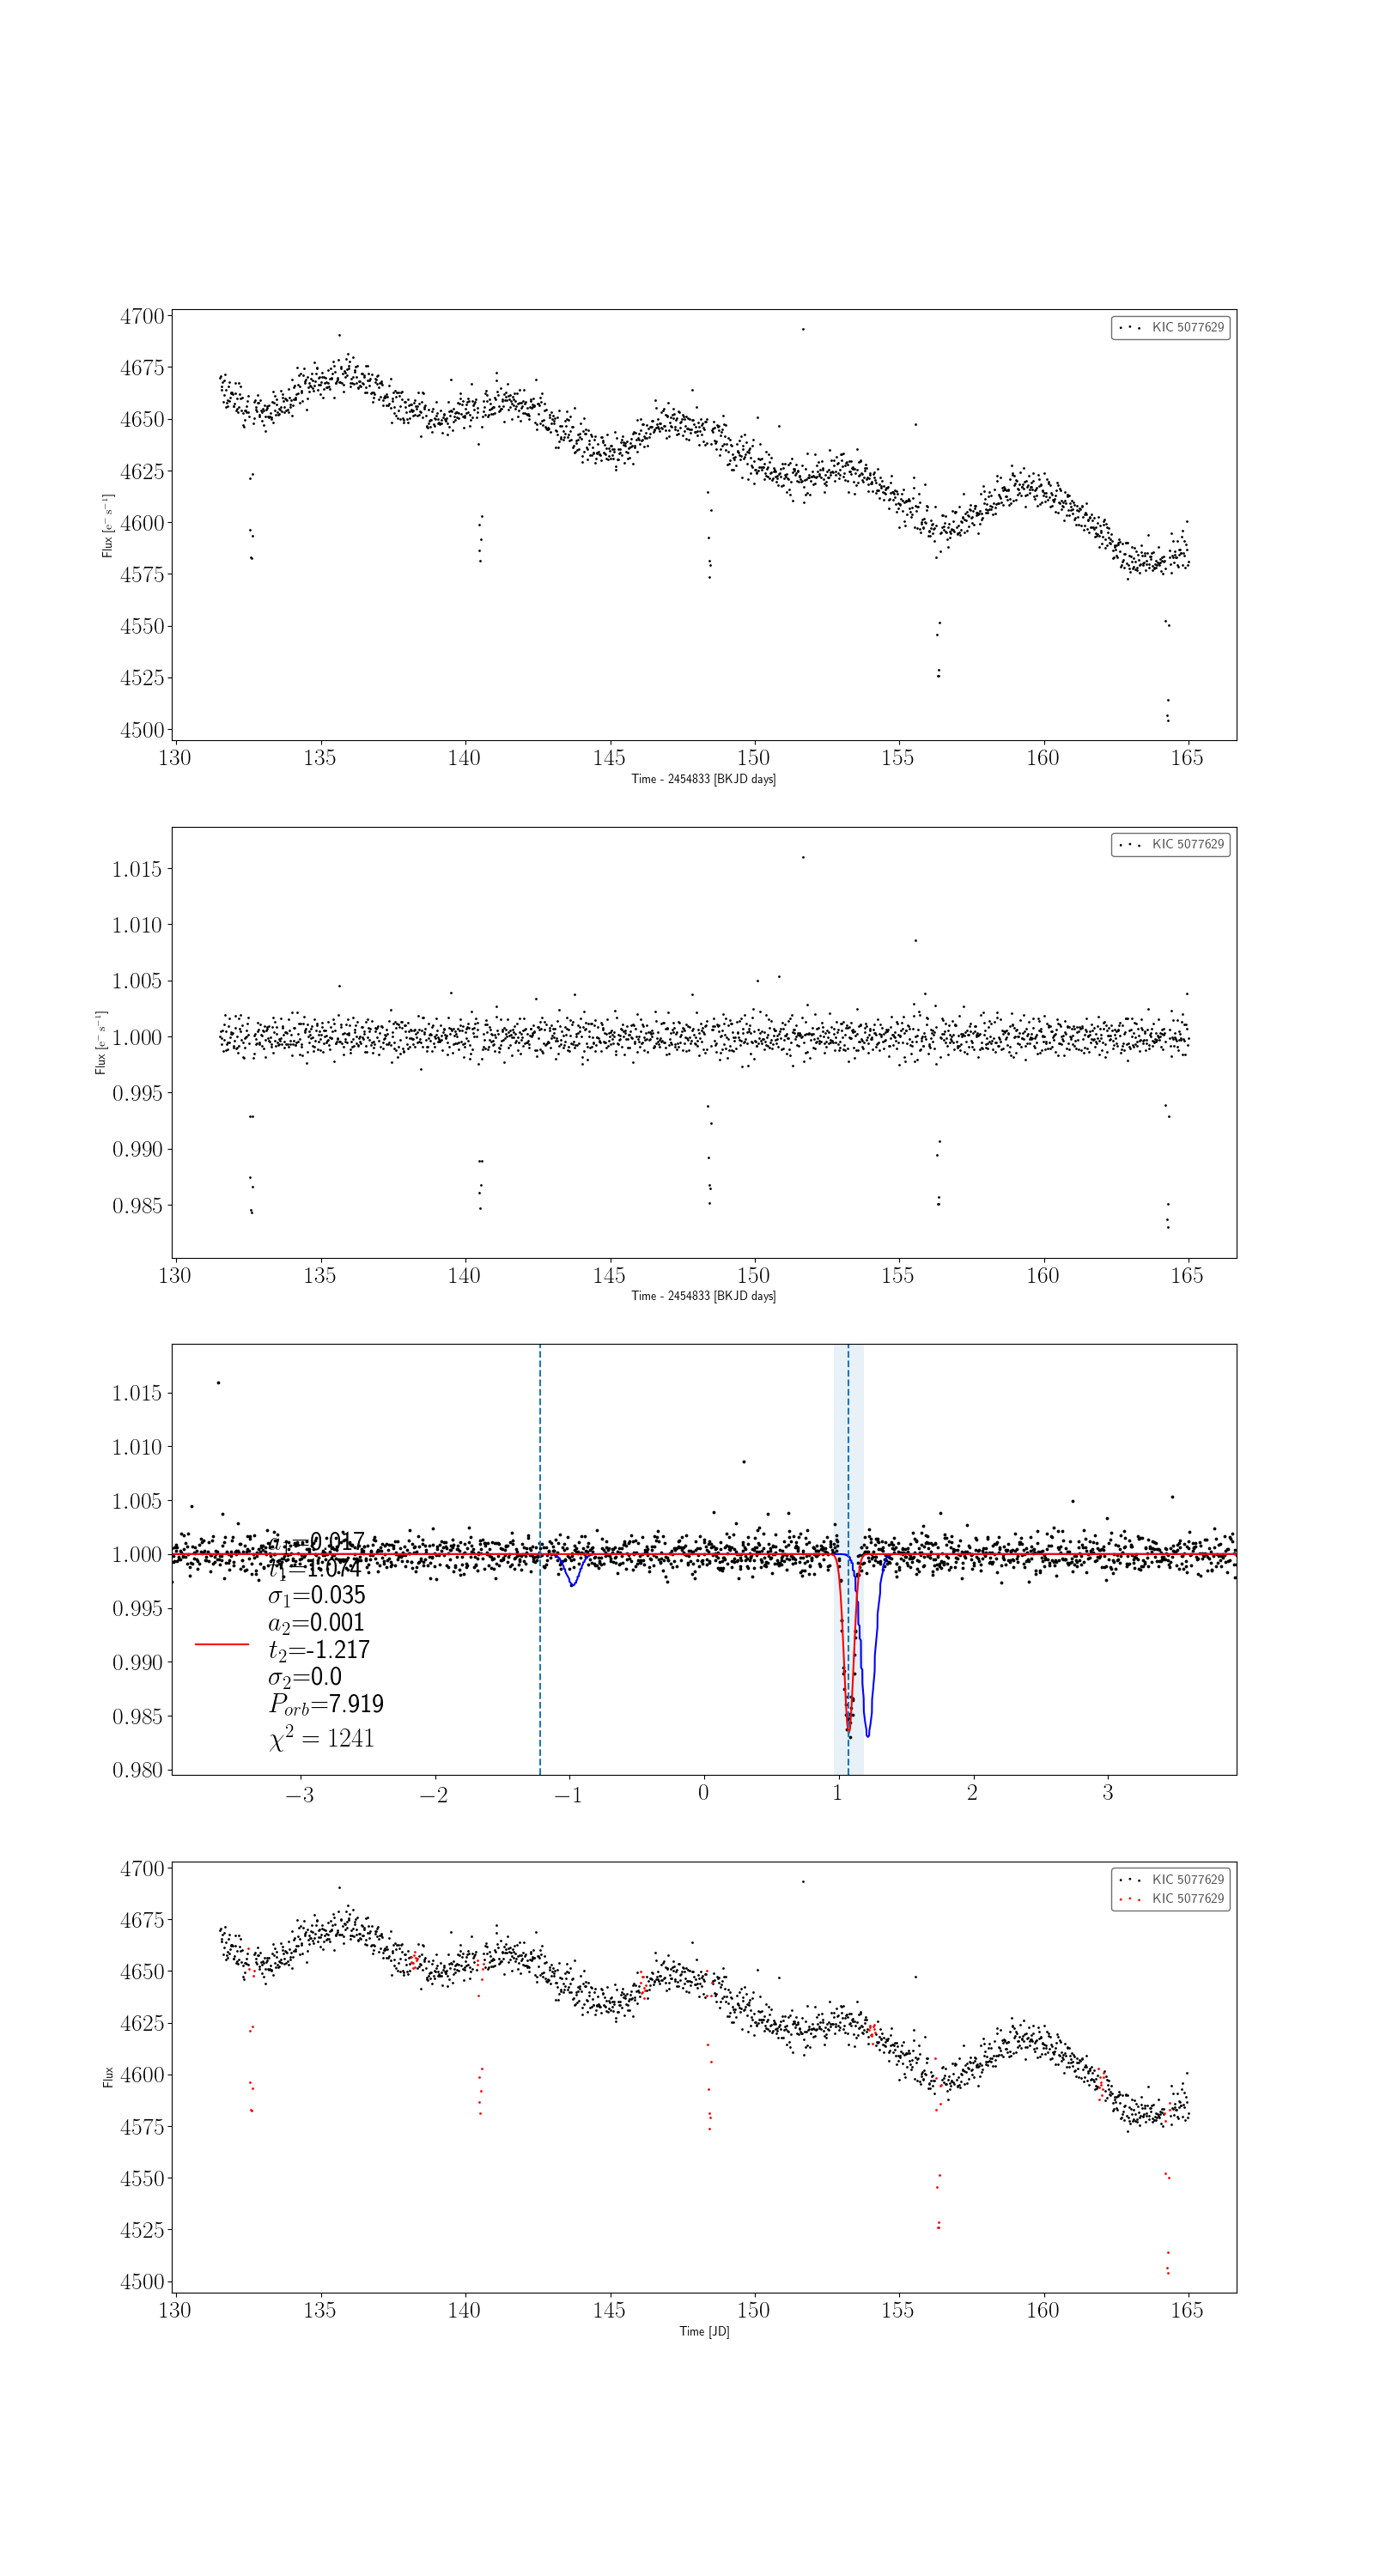 4700
4675
4650
4625
4600
4575
4550
4525
4500
Flux [e⁻ s⁻¹]
KIC 5077629
130 135 140 145 150 155 160 165
Time - 2454833 [BKJD days]
1.015
1.010
1.005
1.000
0.995
0.990
0.985
Flux [e⁻ s⁻¹]
KIC 5077629
130 135 140 145 150 155 160 165
Time - 2454833 [BKJD days]
1.015
1.010
1.005
1.000
0.995
0.990
0.985
0.980
a₁=0.017
t₁=1.074
σ₁=0.035
a₂=0.001
t₂=-1.217
σ₂=0.0
P_orb=7.919
χ² = 1241
−3 −2 −1 0 1 2 3
4700
4675
4650
4625
4600
4575
4550
4525
4500
Flux
KIC 5077629
KIC 5077629
130 135 140 145 150 155 160 165
Time [JD]